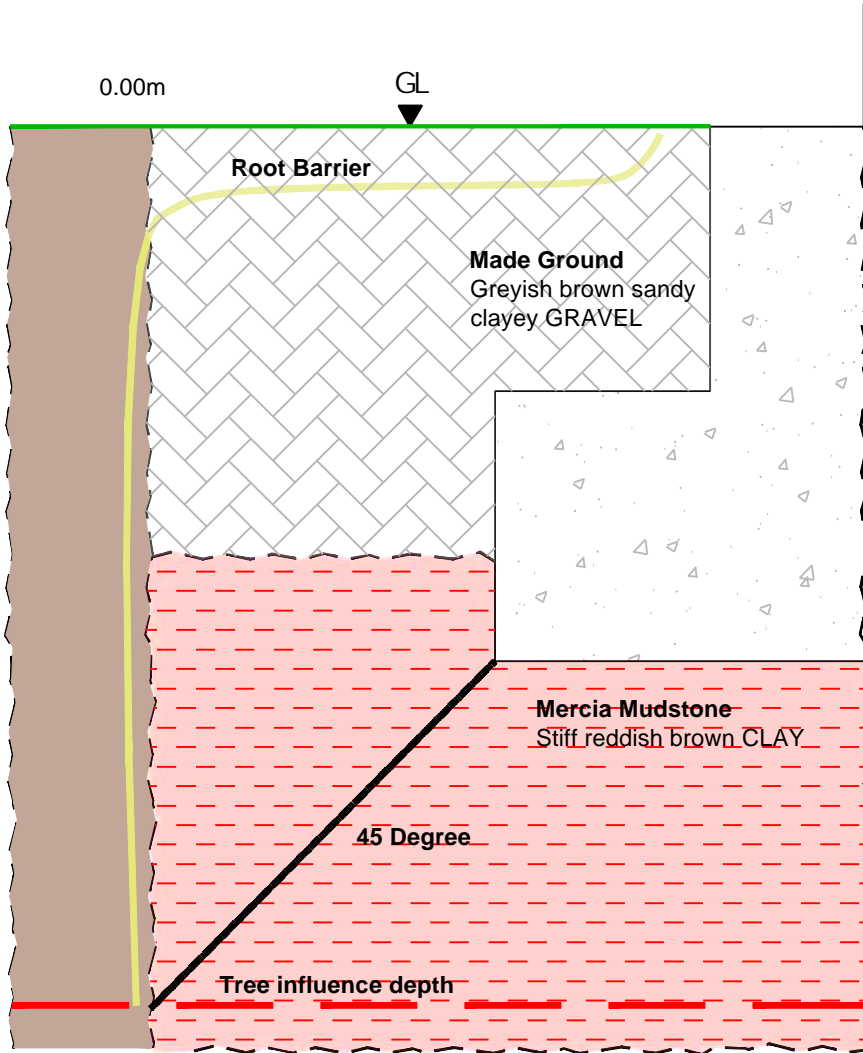 0.00m
GL
Root Barrier
Made Ground
Greyish brown sandy
clayey GRAVEL
Mercia Mudstone
Stiff reddish brown CLAY
45 Degree
Tree influence depth